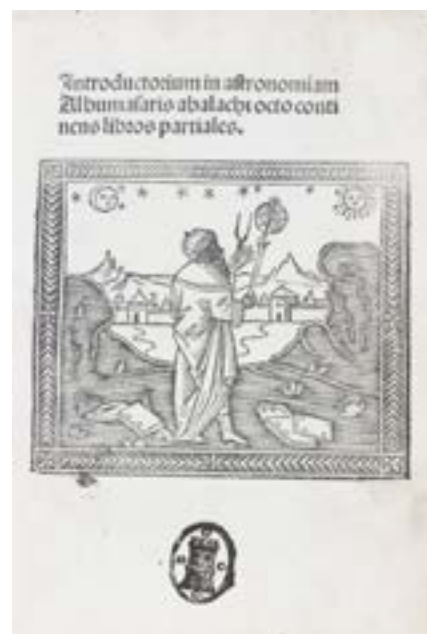 Introductorium in astronomiam
Albumasaris abalachi octo conti
nens libros partiales.